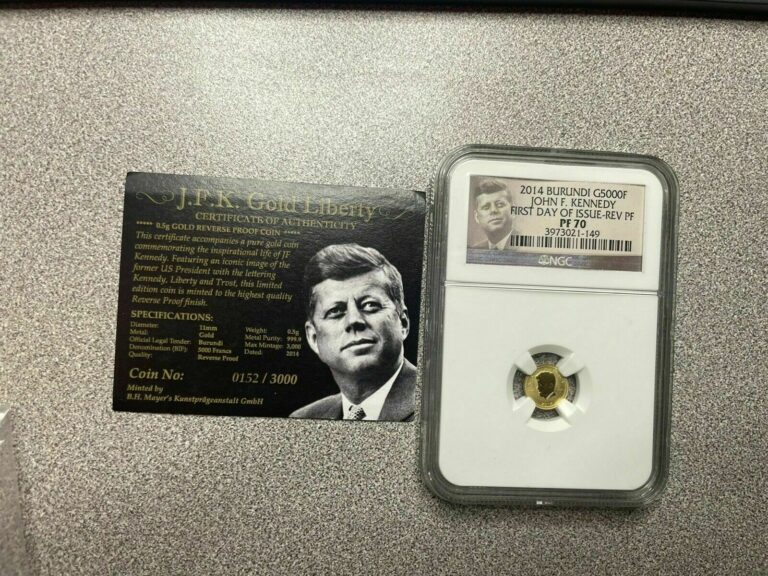 J.F.K. Gold Liberty
CERTIFICATE OF AUTHENTICITY
***** 0.5g GOLD REVERSE PROOF COIN *****
This certificate accompanies a pure gold coin
commemorating the inspirational life of JF
Kennedy. Featuring an iconic image of the
former US President with the lettering
Kennedy, Liberty and Trust, this limited
edition coin is minted to the highest quality
Reverse Proof finish.
SPECIFICATIONS:
Diameter: 11mm Weight: 0.5g
Metal: Gold Metal Purity: 999.9
Official Legal Tender: Burundi Max Mintage: 3,000
Denomination (BIF): 5000 Francs Dated: 2014
Quality: Reverse Proof
Coin No: 0152 / 3000
Minted by
B.H. Mayer's Kunstprägeanstalt GmbH
2014 BURUNDI G5000F
JOHN F. KENNEDY
FIRST DAY OF ISSUE-REV PF
PF 70
3973021-149
NGC